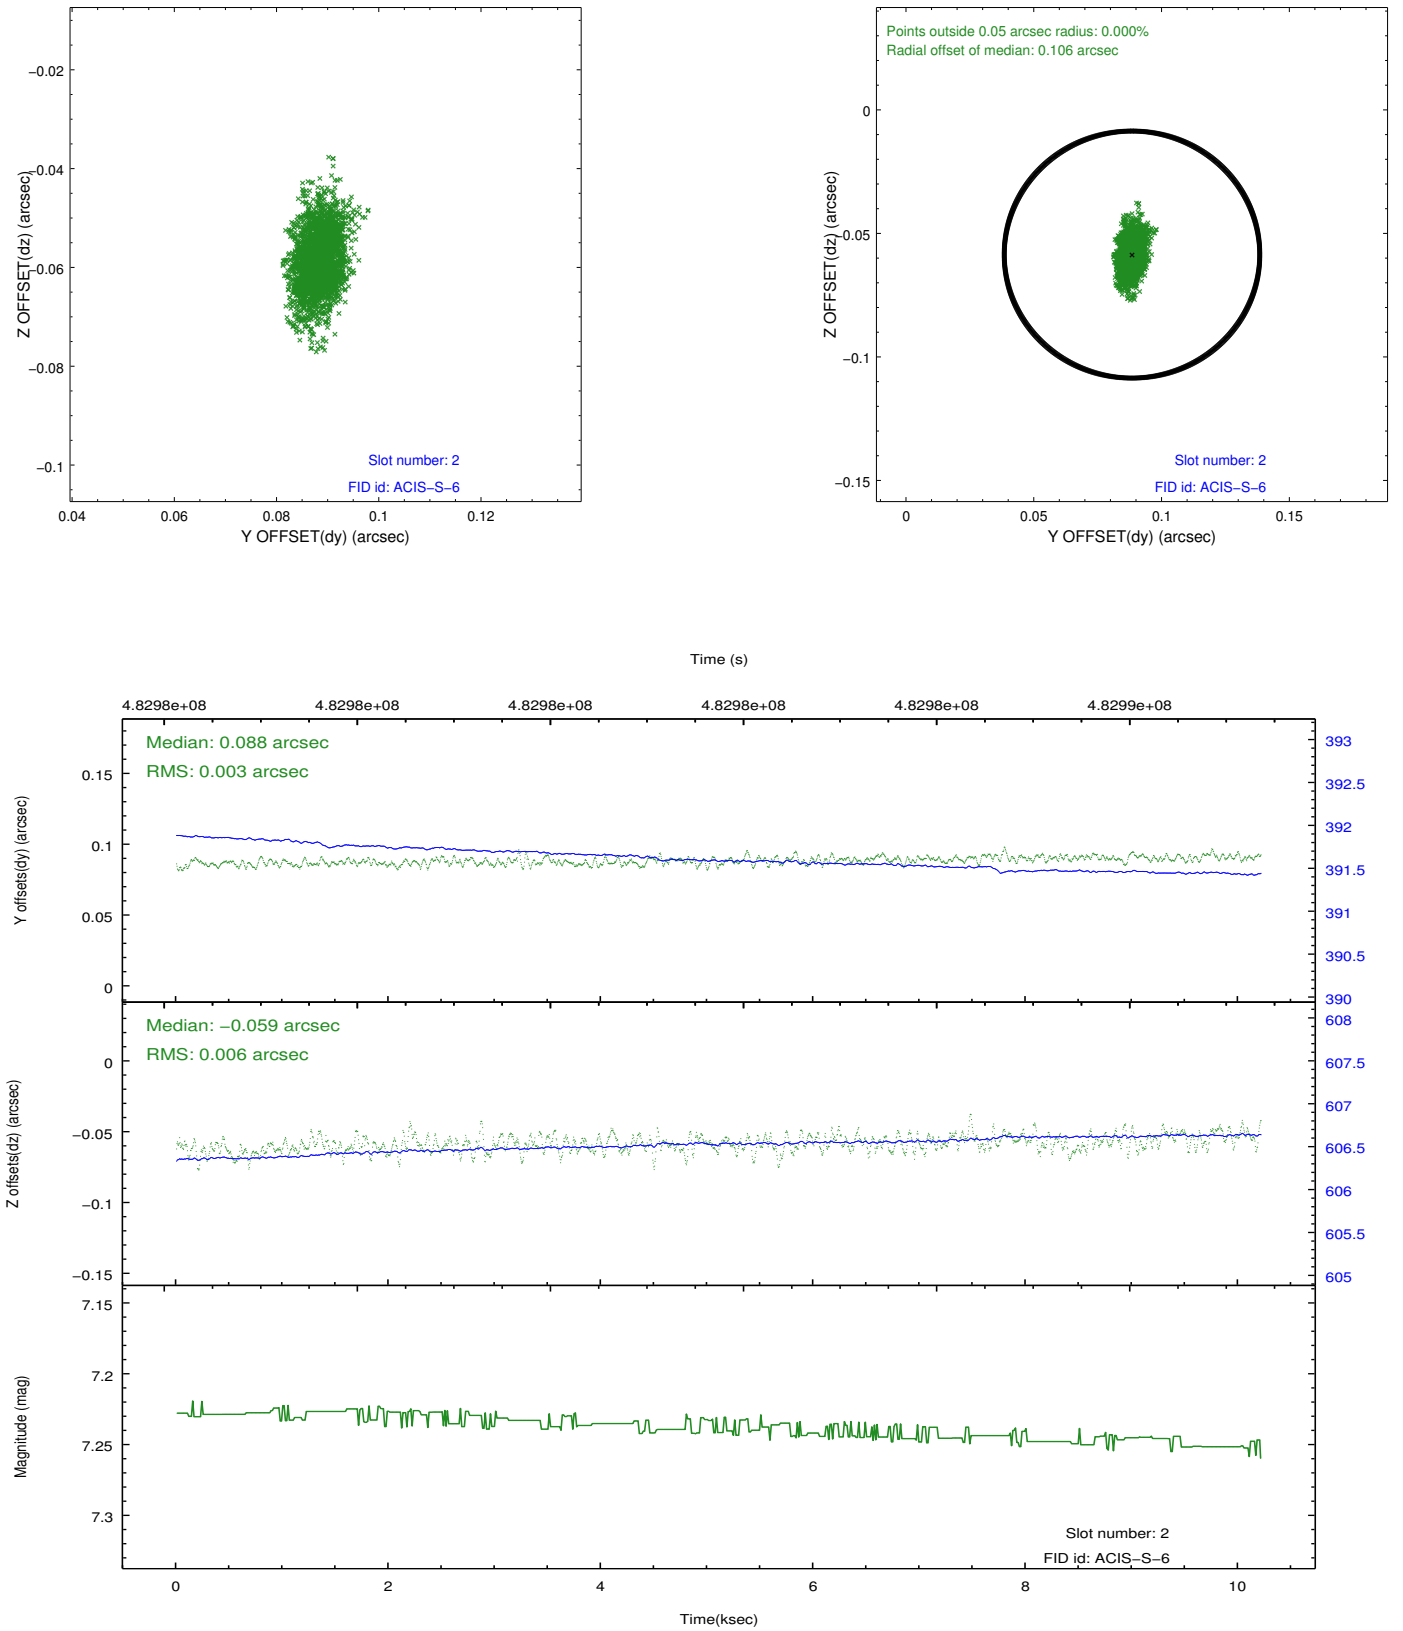 −0.02
−0.04
−0.06
−0.08
−0.1
Z OFFSET(dz) (arcsec)
Slot number: 2
FID id: ACIS−S−6
0.04 0.06 0.08 0.1 0.12
Y OFFSET(dy) (arcsec)
Points outside 0.05 arcsec radius: 0.000%
Radial offset of median: 0.106 arcsec
0
−0.05
−0.1
−0.15
Z OFFSET(dz) (arcsec)
Slot number: 2
FID id: ACIS−S−6
0 0.05 0.1 0.15
Y OFFSET(dy) (arcsec)
Time (s)
4.8298e+08 4.8298e+08 4.8298e+08 4.8298e+08 4.8298e+08 4.8299e+08
Median: 0.088 arcsec
RMS: 0.003 arcsec
0.15
0.1
0.05
0
Y offsets(dy) (arcsec)
393
392.5
392
391.5
391
390.5
390
Median: −0.059 arcsec
RMS: 0.006 arcsec
0
−0.05
−0.1
−0.15
Z offsets(dz) (arcsec)
608
607.5
607
606.5
606
605.5
605
7.15
7.2
7.25
7.3
Magnitude (mag)
Slot number: 2
FID id: ACIS−S−6
0 2 4 6 8 10
Time(ksec)